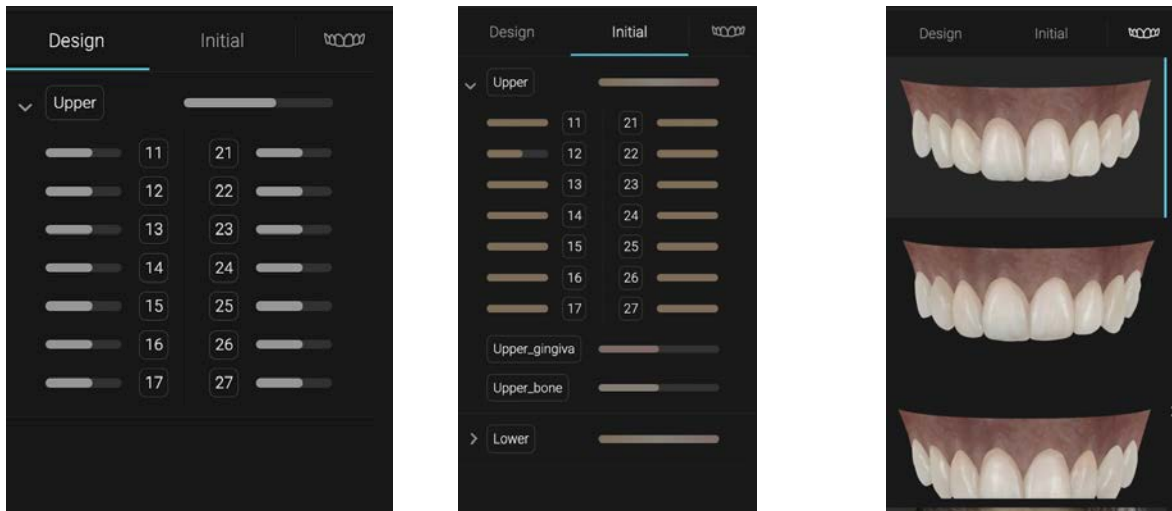 Design Initial
Upper
11 21
12 22
13 23
14 24
15 25
16 26
17 27
Design Initial
Upper
11 21
12 22
13 23
14 24
15 25
16 26
17 27
Upper_gingiva
Upper_bone
Lower
Design Initial